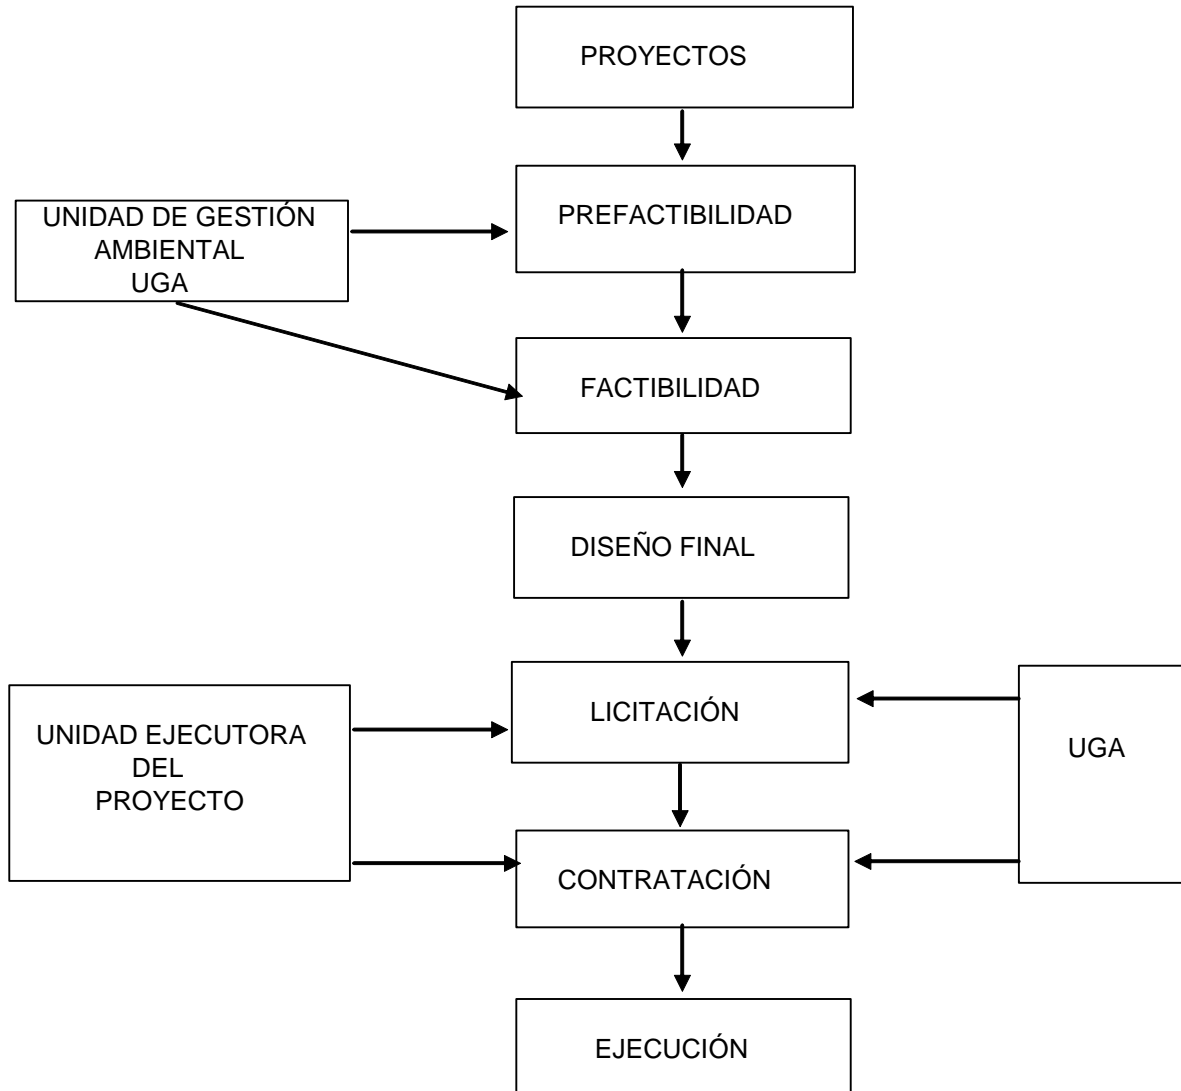 PROYECTOS
PREFACTIBILIDAD
UNIDAD DE GESTIÓN
AMBIENTAL
UGA
FACTIBILIDAD
DISEÑO FINAL
LICITACIÓN
UNIDAD EJECUTORA
DEL
PROYECTO
UGA
CONTRATACIÓN
EJECUCIÓN